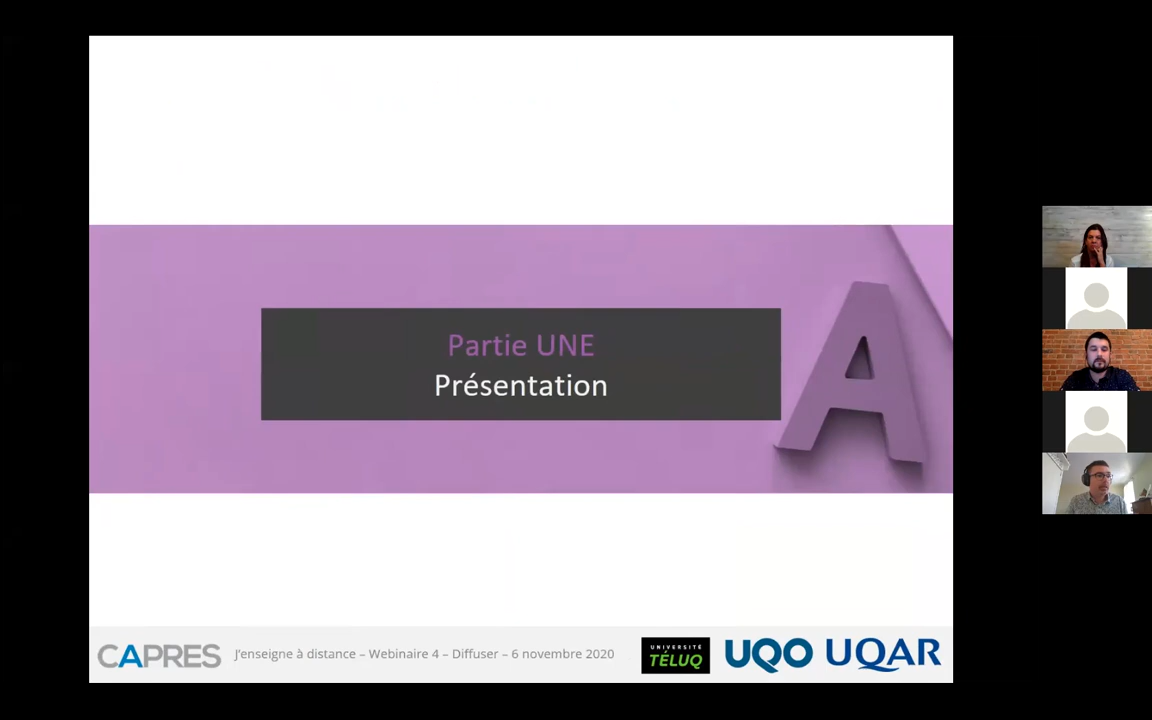 Partie UNE
Présentation
A
CAPRES
J'enseigne à distance – Webinaire 4 – Diffuser – 6 novembre 2020
UNIVERSITÉ
TÉLUQ
UQO
UQAR